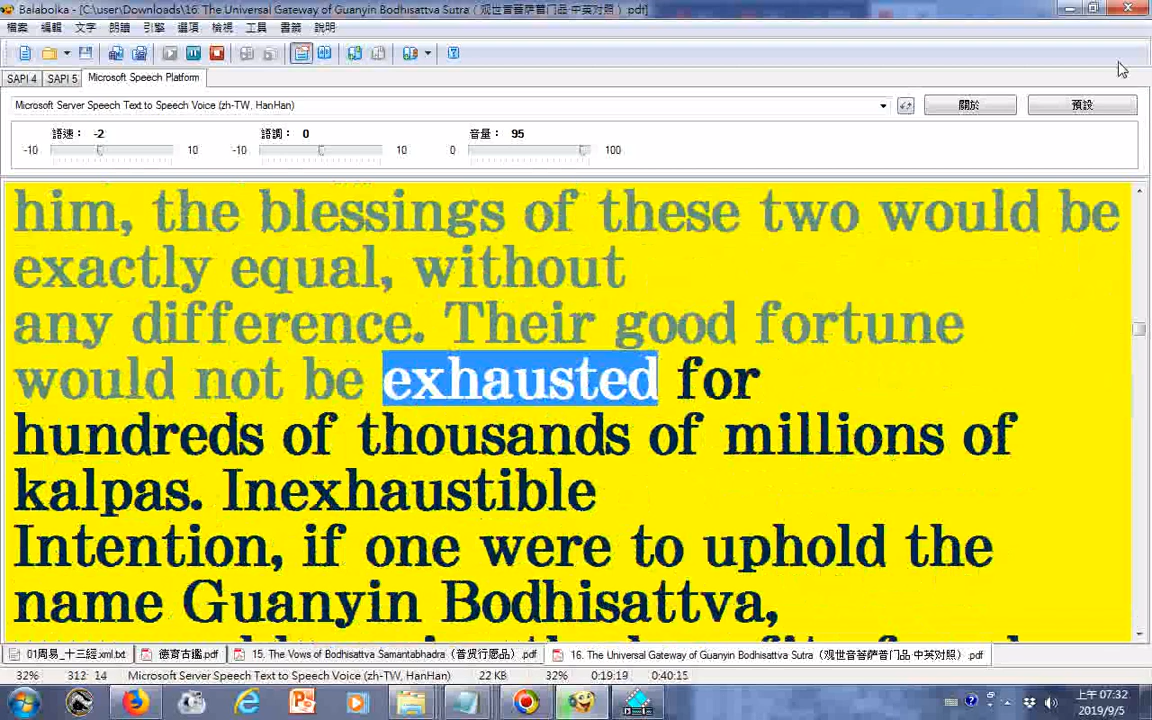 Balabolka - [C:\user\Downloads\16. The Universal Gateway of Guanyin Bodhisattva Sutra（观世音菩萨普门品 中英对照）.pdf]
檔案 編輯 文字 朗讀 引擎 選項 檢視 工具 書籤 說明
SAPI 4 SAPI 5 Microsoft Speech Platform
Microsoft Server Speech Text to Speech Voice (zh-TW, HanHan) 關於 預設
語速： -2 語調： 0 音量： 95
-10 10 -10 10 0 100
him, the blessings of these two would be
exactly equal, without
any difference. Their good fortune
would not be exhausted for
hundreds of thousands of millions of
kalpas. Inexhaustible
Intention, if one were to uphold the
name Guanyin Bodhisattva,
01周易_十三經.xml.txt 德育古鑑.pdf 15. The Vows of Bodhisattva Samantabhadra（普贤行愿品）.pdf 16. The Universal Gateway of Guanyin Bodhisattva Sutra（观世音菩萨普门品 中英对照）.pdf
32% 312: 14 Microsoft Server Speech Text to Speech Voice (zh-TW, HanHan) 22 KB 32% 0:19:19 0:40:15
上午 07:32
2019/9/5